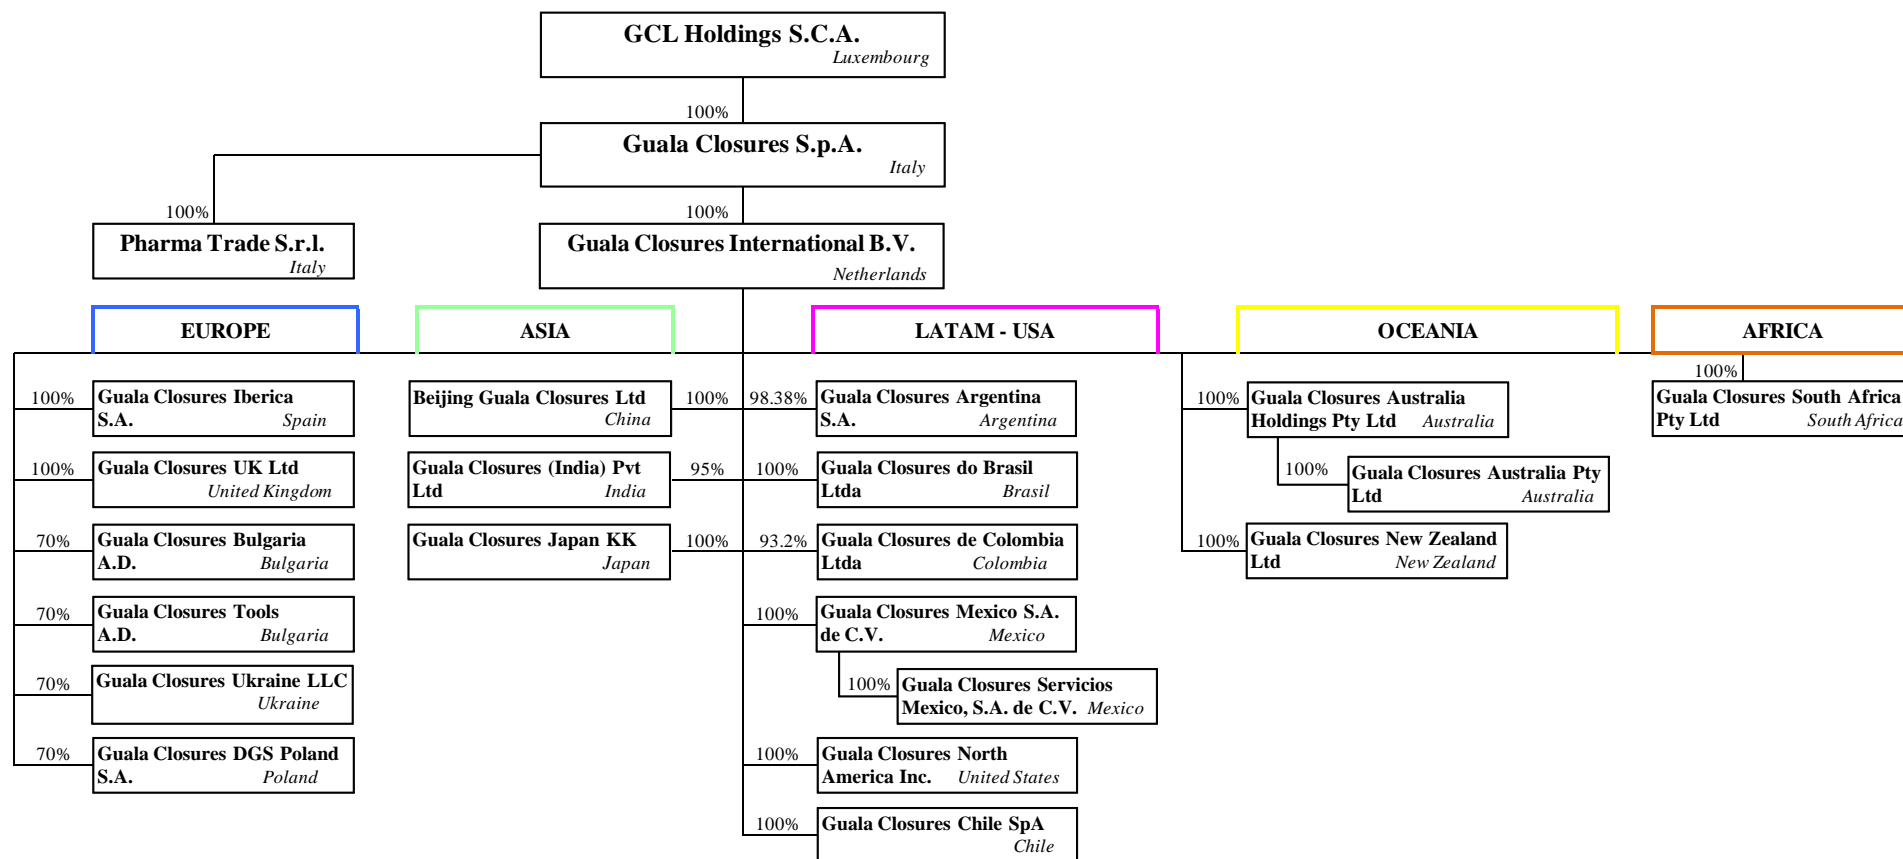 GCL Holdings S.C.A.
Luxembourg
100%
Guala Closures S.p.A.
Italy
100%
100%
Pharma Trade S.r.l.
Italy
Guala Closures International B.V.
Netherlands
EUROPE
ASIA
LATAM - USA
OCEANIA
AFRICA
100%
Guala Closures Iberica
S.A. Spain
100%
Guala Closures UK Ltd
United Kingdom
70%
Guala Closures Bulgaria
A.D. Bulgaria
70%
Guala Closures Tools
A.D. Bulgaria
70%
Guala Closures Ukraine LLC
Ukraine
70%
Guala Closures DGS Poland
S.A. Poland
Beijing Guala Closures Ltd
China
100%
Guala Closures (India) Pvt
Ltd India
95%
Guala Closures Japan KK
Japan
100%
98.38%
Guala Closures Argentina
S.A. Argentina
100%
Guala Closures do Brasil
Ltda Brasil
93.2%
Guala Closures de Colombia
Ltda Colombia
100%
Guala Closures Mexico S.A.
de C.V. Mexico
100%
Guala Closures Servicios
Mexico, S.A. de C.V. Mexico
100%
Guala Closures North
America Inc. United States
100%
Guala Closures Chile SpA
Chile
100%
Guala Closures Australia
Holdings Pty Ltd Australia
100%
Guala Closures Australia Pty
Ltd Australia
100%
Guala Closures New Zealand
Ltd New Zealand
100%
Guala Closures South Africa
Pty Ltd South Africa